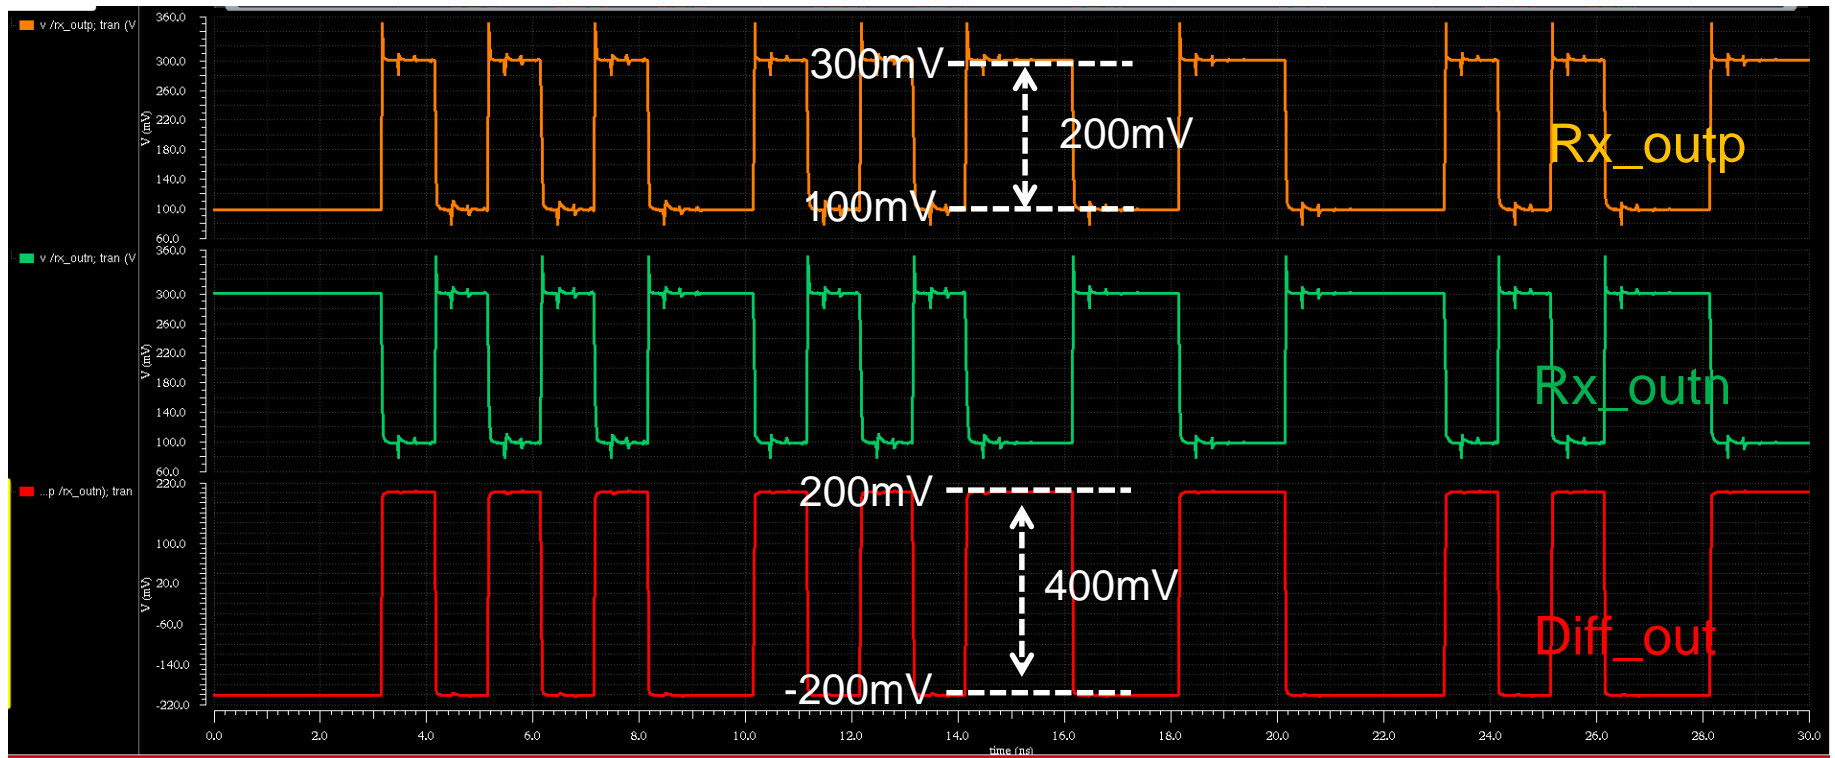 v /rx_outp; tran (V
360.0
300.0
260.0
220.0
180.0
140.0
100.0
60.0
V (mV)
300mV
200mV
100mV
Rx_outp
v /rx_outn; tran (V
360.0
300.0
260.0
220.0
180.0
140.0
100.0
60.0
V (mV)
Rx_outn
...p /rx_outn); tran
220.0
100.0
20.0
-60.0
-140.0
-220.0
V (mV)
200mV
400mV
-200mV
Diff_out
0.0 2.0 4.0 6.0 8.0 10.0 12.0 14.0 16.0 18.0 20.0 22.0 24.0 26.0 28.0 30.0
time (ns)